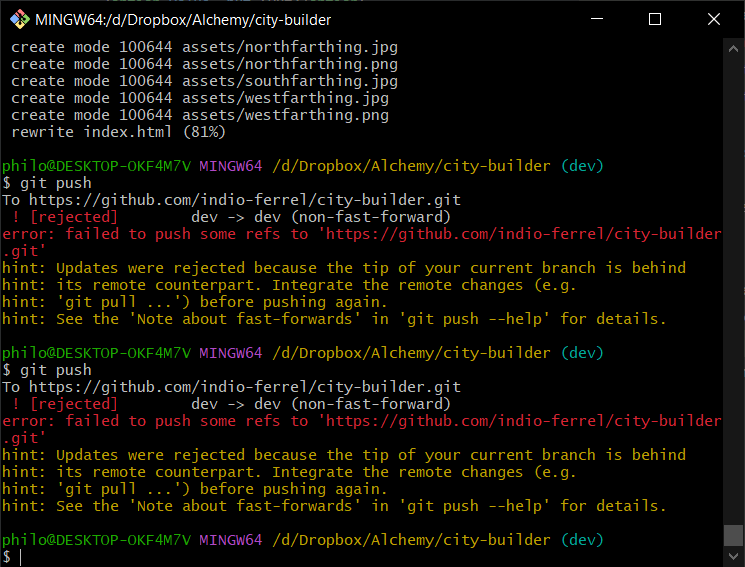 MINGW64:/d/Dropbox/Alchemy/city-builder
create mode 100644 assets/northfarthing.jpg
create mode 100644 assets/northfarthing.png
create mode 100644 assets/southfarthing.jpg
create mode 100644 assets/westfarthing.jpg
create mode 100644 assets/westfarthing.png
rewrite index.html (81%)
philo@DESKTOP-OKF4M7V MINGW64 /d/Dropbox/Alchemy/city-builder (dev)
$ git push
To https://github.com/indio-ferrel/city-builder.git
! [rejected]        dev -> dev (non-fast-forward)
error: failed to push some refs to 'https://github.com/indio-ferrel/city-builder
.git'
hint: Updates were rejected because the tip of your current branch is behind
hint: its remote counterpart. Integrate the remote changes (e.g.
hint: 'git pull ...') before pushing again.
hint: See the 'Note about fast-forwards' in 'git push --help' for details.
philo@DESKTOP-OKF4M7V MINGW64 /d/Dropbox/Alchemy/city-builder (dev)
$ git push
To https://github.com/indio-ferrel/city-builder.git
! [rejected]        dev -> dev (non-fast-forward)
error: failed to push some refs to 'https://github.com/indio-ferrel/city-builder
.git'
hint: Updates were rejected because the tip of your current branch is behind
hint: its remote counterpart. Integrate the remote changes (e.g.
hint: 'git pull ...') before pushing again.
hint: See the 'Note about fast-forwards' in 'git push --help' for details.
philo@DESKTOP-OKF4M7V MINGW64 /d/Dropbox/Alchemy/city-builder (dev)
$